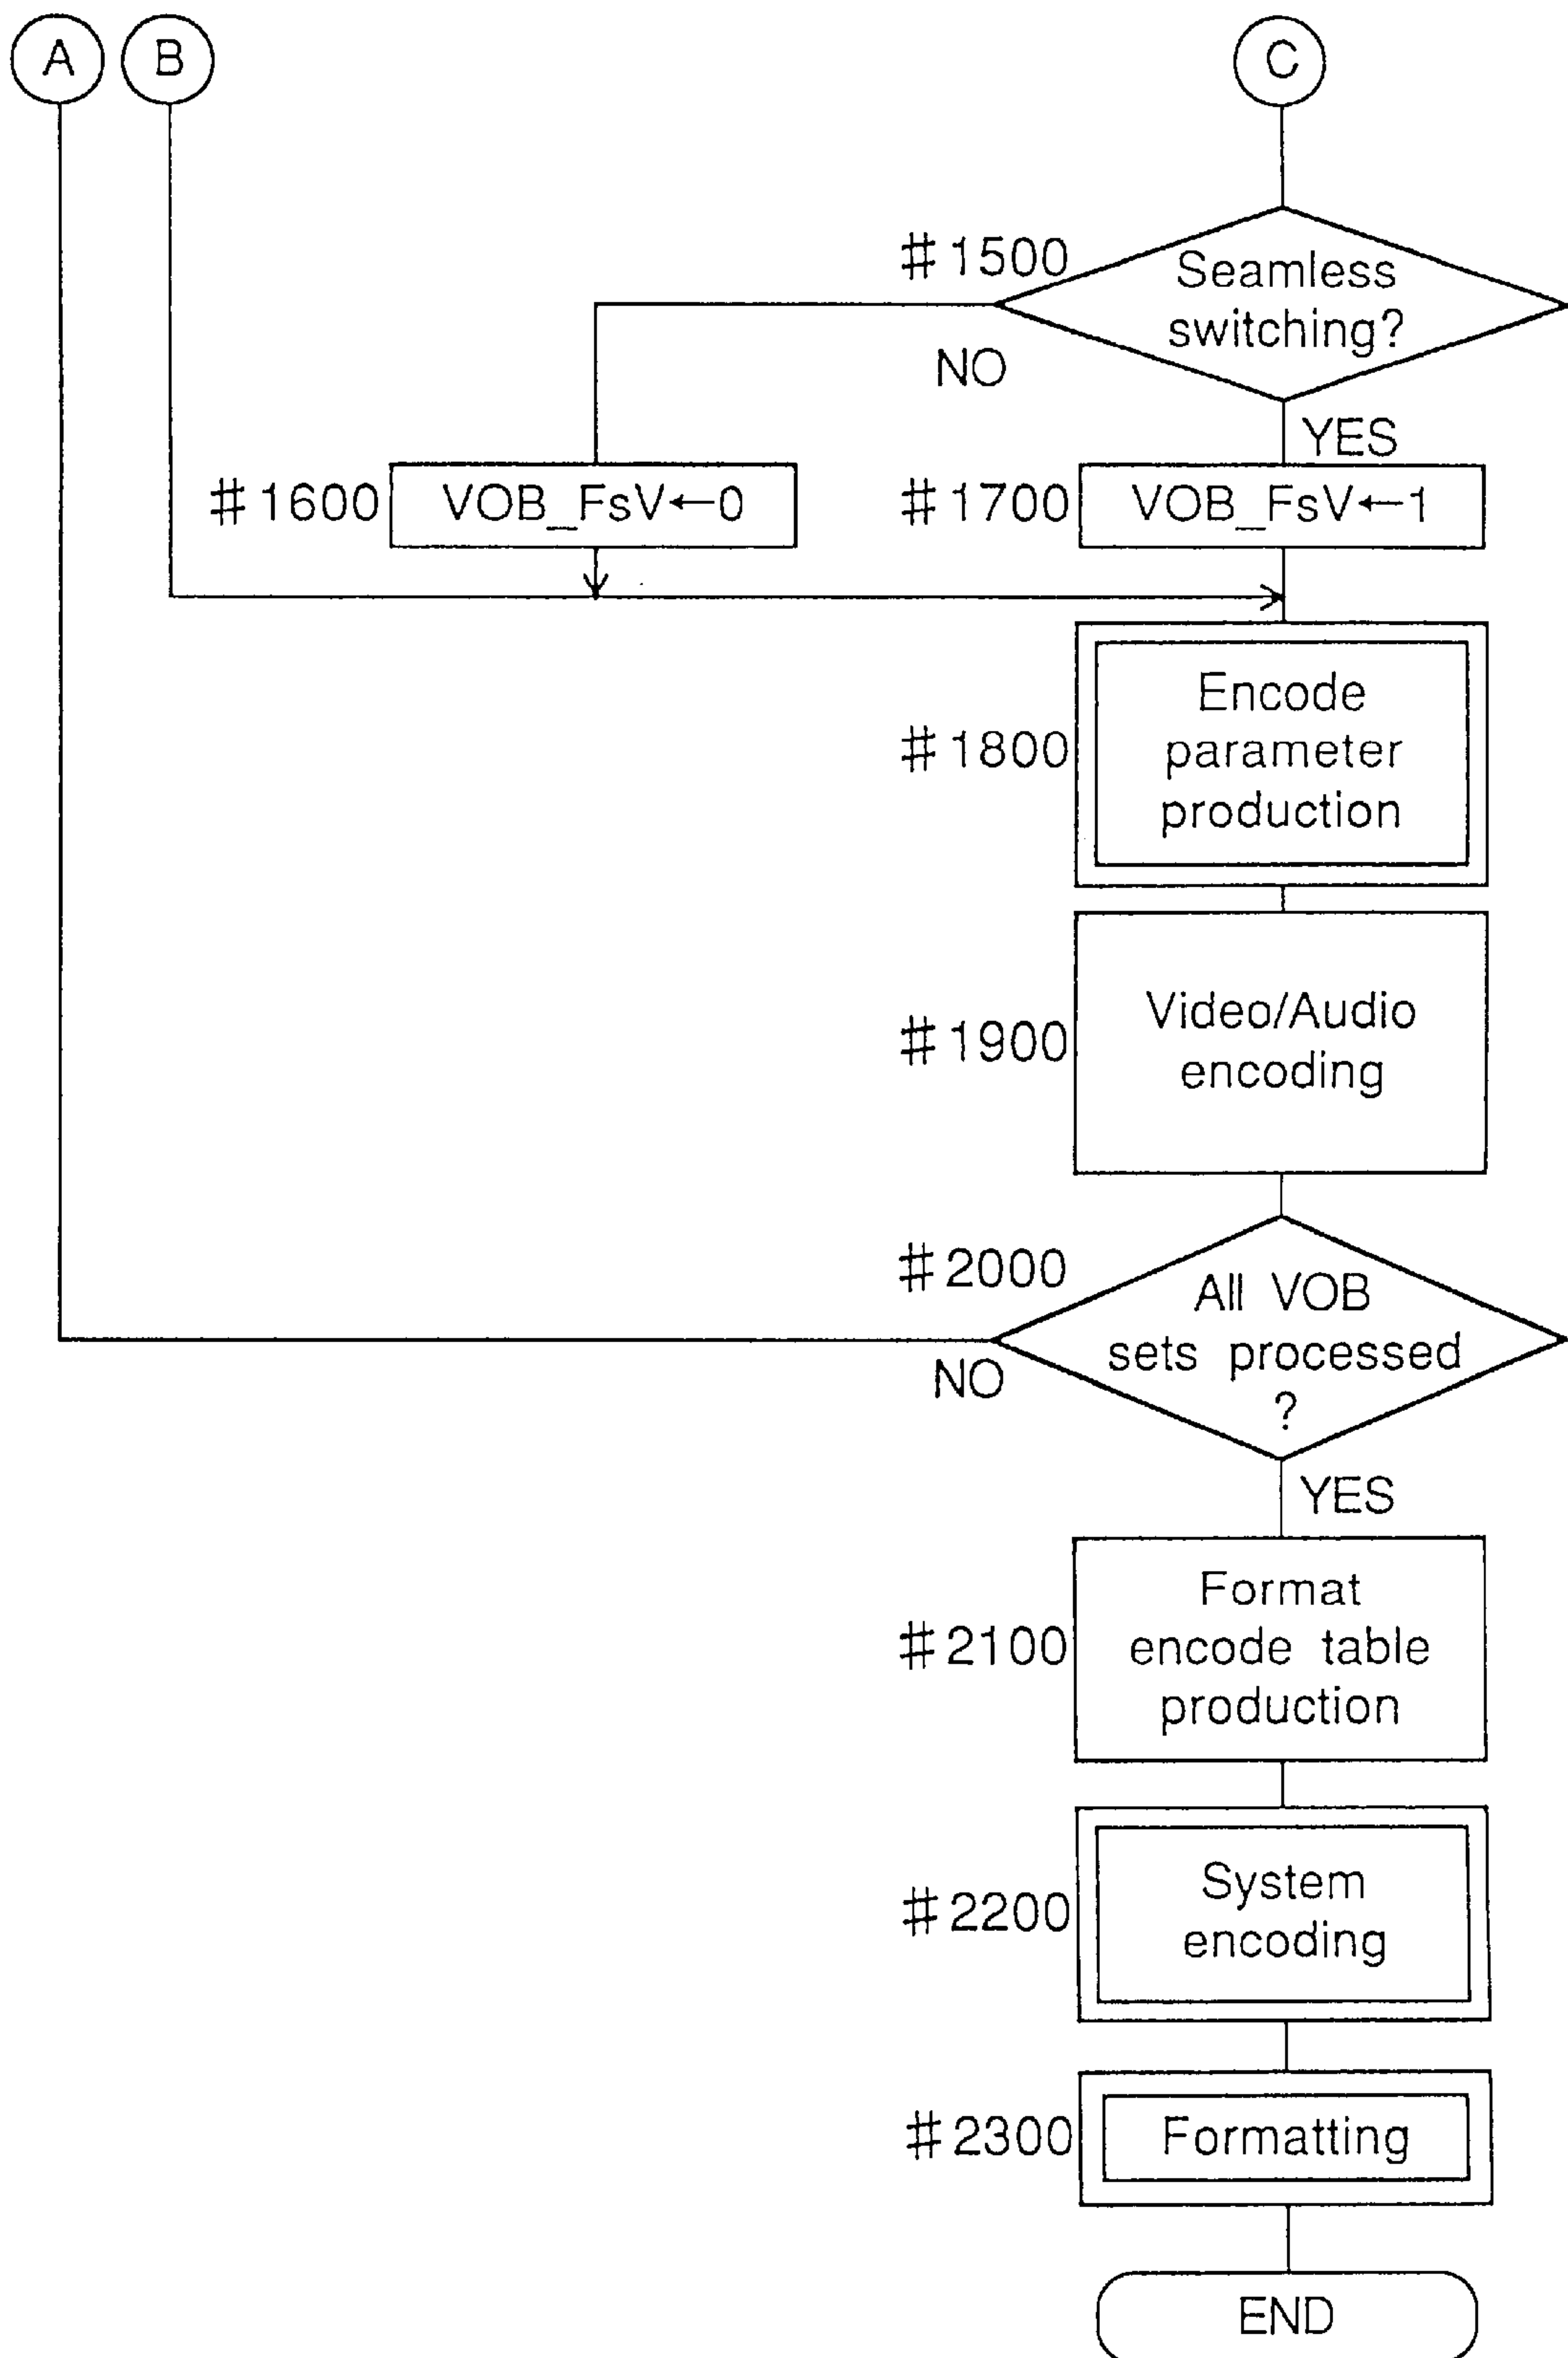 A
B
C
#1500
Seamless
switching?
NO
YES
#1600
VOB_FsV←0
#1700
VOB_FsV←1
#1800
Encode
parameter
production
#1900
Video/Audio
encoding
#2000
All VOB
sets processed
?
NO
YES
#2100
Format
encode table
production
#2200
System
encoding
#2300
Formatting
END